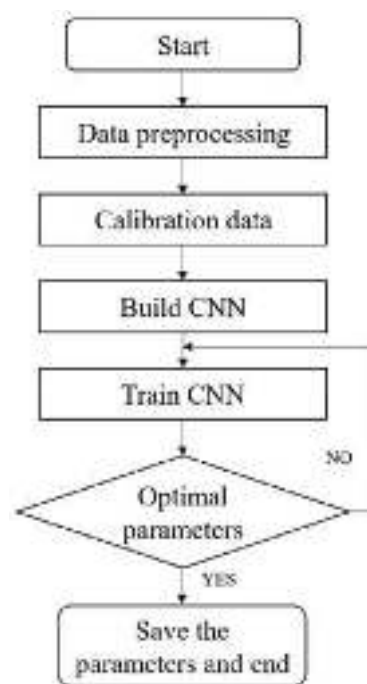 Start
Data preprocessing
Calibration data
Build CNN
Train CNN
NO
Optimal
parameters
YES
Save the
parameters and end